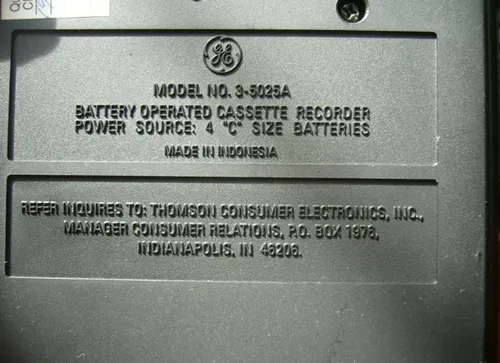 GE
MODEL NO. 3-5025A
BATTERY OPERATED CASSETTE RECORDER
POWER SOURCE: 4 "C" SIZE BATTERIES
MADE IN INDONESIA
REFER INQUIRES TO: THOMSON CONSUMER ELECTRONICS, INC.,
MANAGER CONSUMER RELATIONS, P.O. BOX 1976,
INDIANAPOLIS, IN 46206.